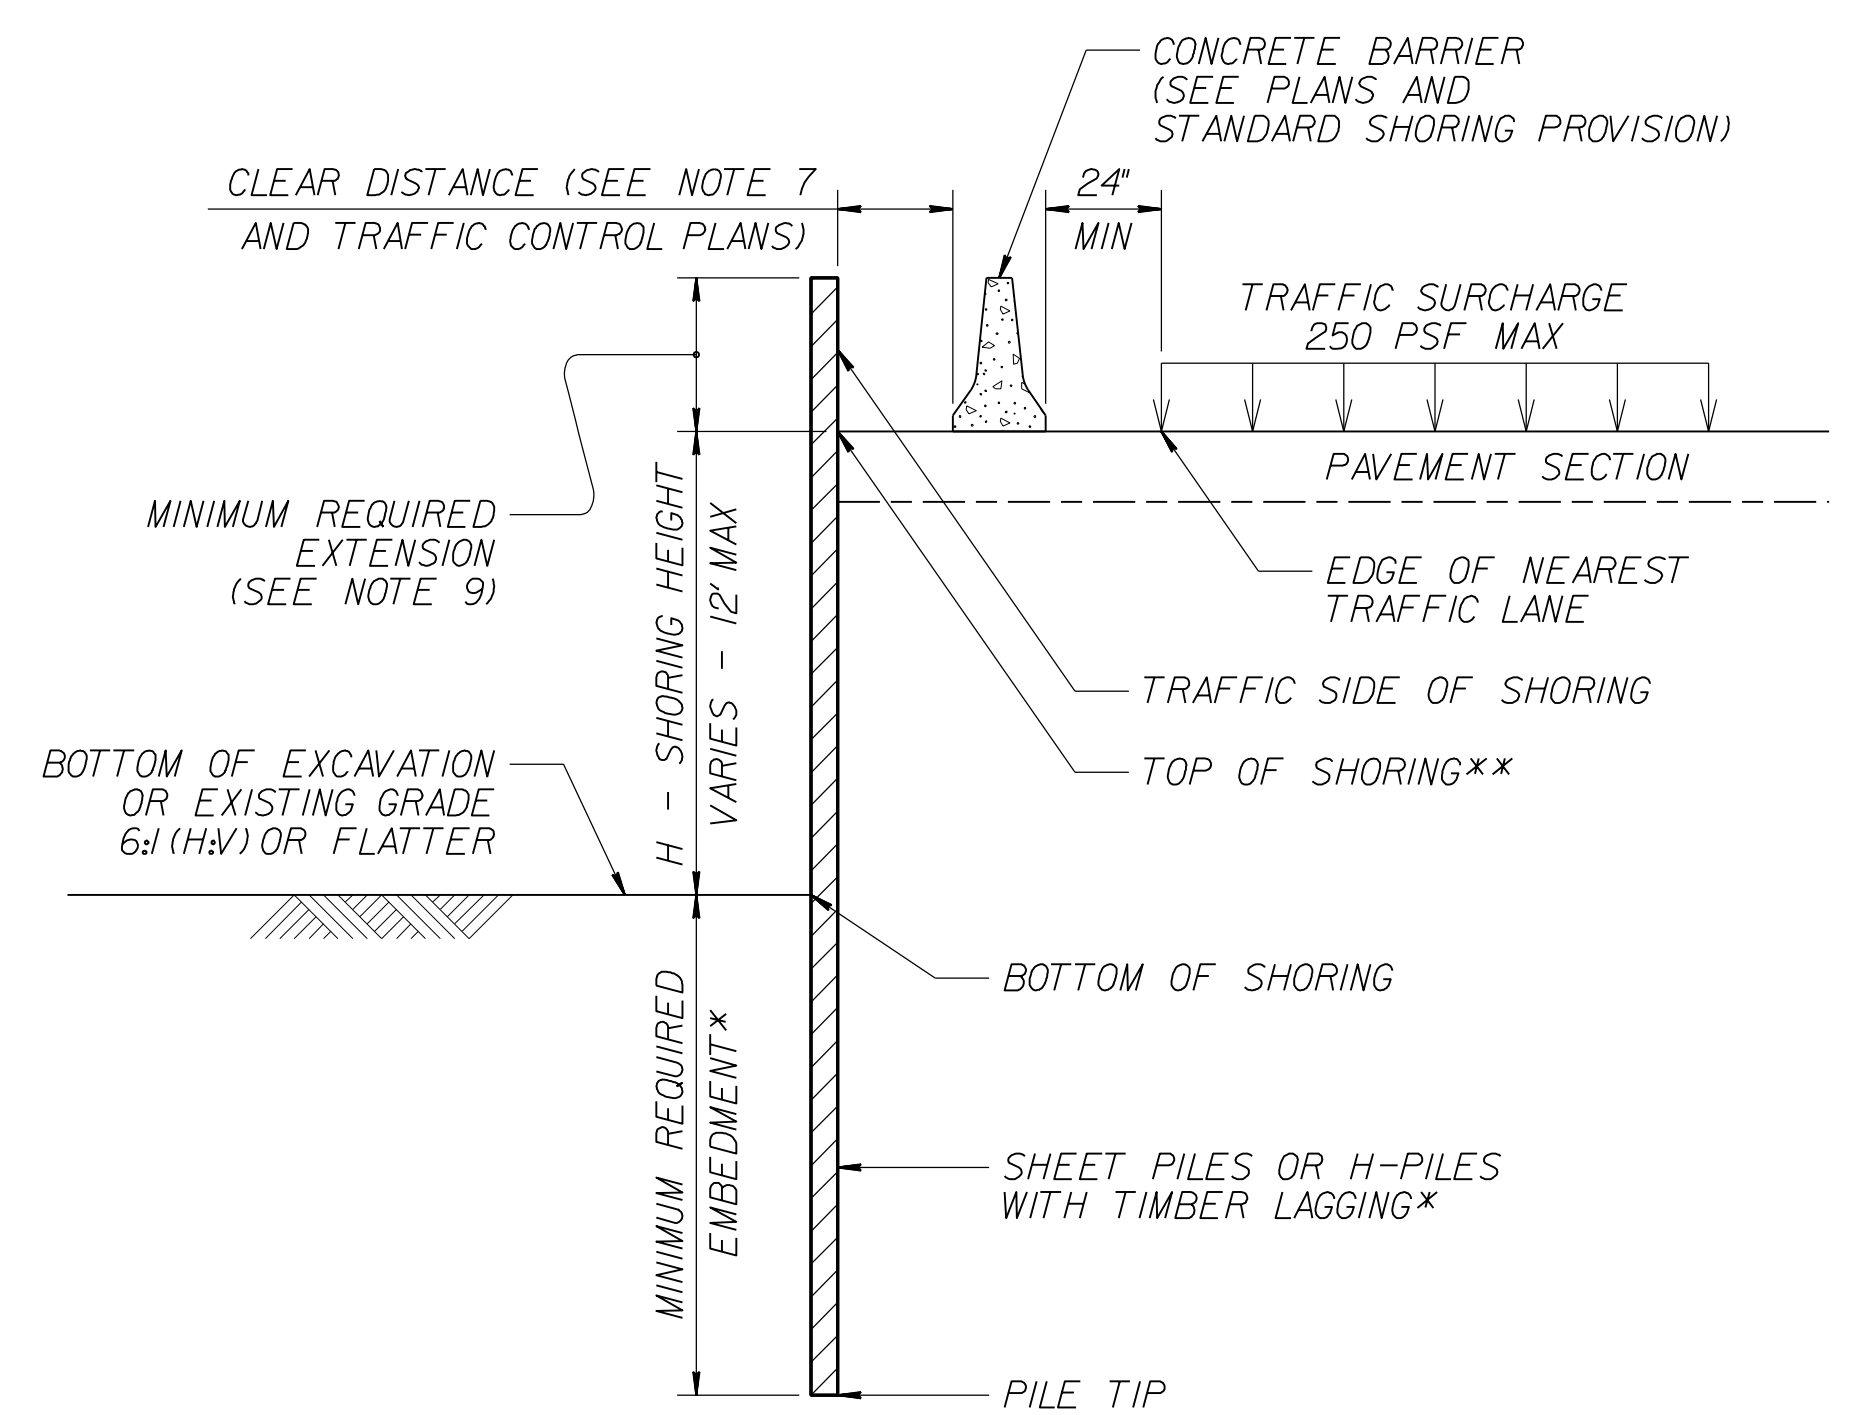 CONCRETE BARRIER
(SEE PLANS AND
STANDARD SHORING PROVISION)
CLEAR DISTANCE (SEE NOTE 7
AND TRAFFIC CONTROL PLANS)
24"
MIN
TRAFFIC SURCHARGE
250 PSF MAX
PAVEMENT SECTION
MINIMUM REQUIRED
EXTENSION
(SEE NOTE 9)
H - SHORING HEIGHT
VARIES - 12' MAX
EDGE OF NEAREST
TRAFFIC LANE
TRAFFIC SIDE OF SHORING
TOP OF SHORING**
BOTTOM OF EXCAVATION
OR EXISTING GRADE
6:1 (H:V) OR FLATTER
BOTTOM OF SHORING
MINIMUM REQUIRED
EMBEDMENT*
SHEET PILES OR H-PILES
WITH TIMBER LAGGING*
PILE TIP